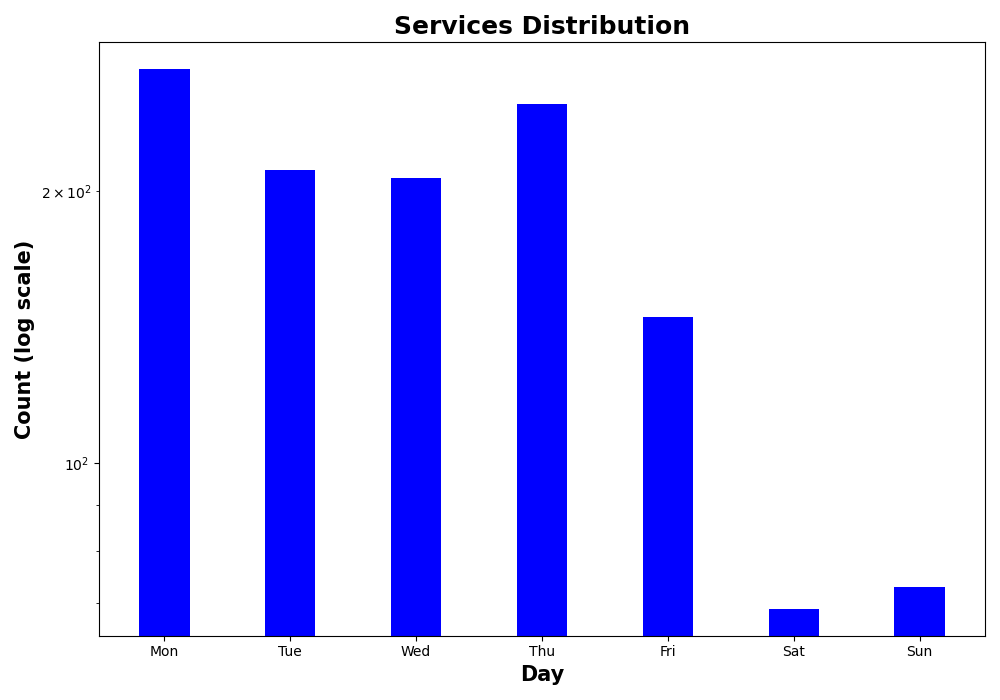 Services Distribution
Count (log scale)
2 × 10²
10²
Mon Tue Wed Thu Fri Sat Sun
Day